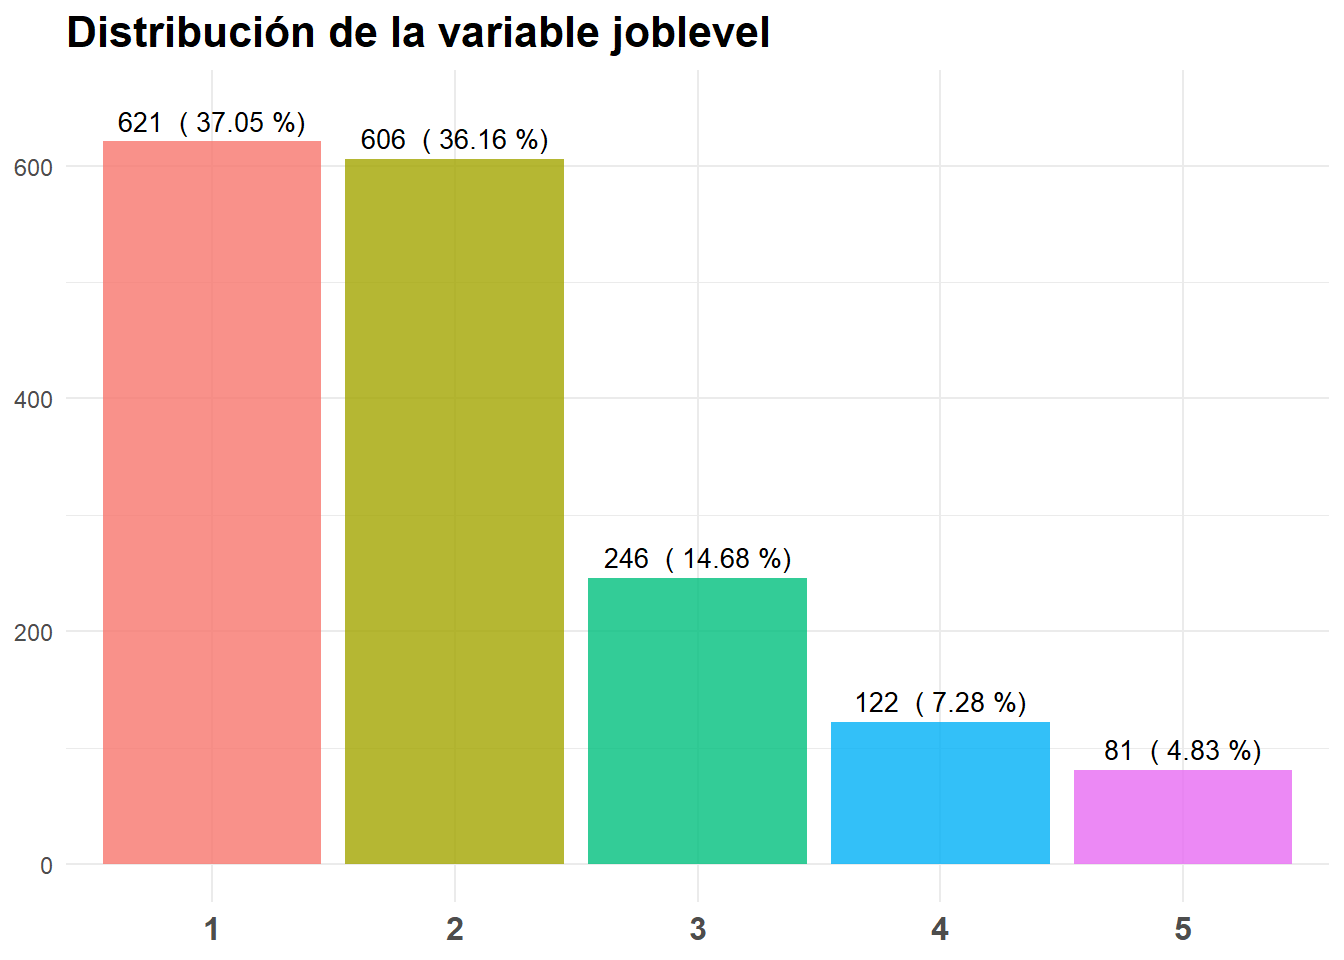 Distribución de la variable joblevel
621  ( 37.05 %)
606  ( 36.16 %)
600
400
246  ( 14.68 %)
200
122  ( 7.28 %)
81  ( 4.83 %)
0
1 2 3 4 5